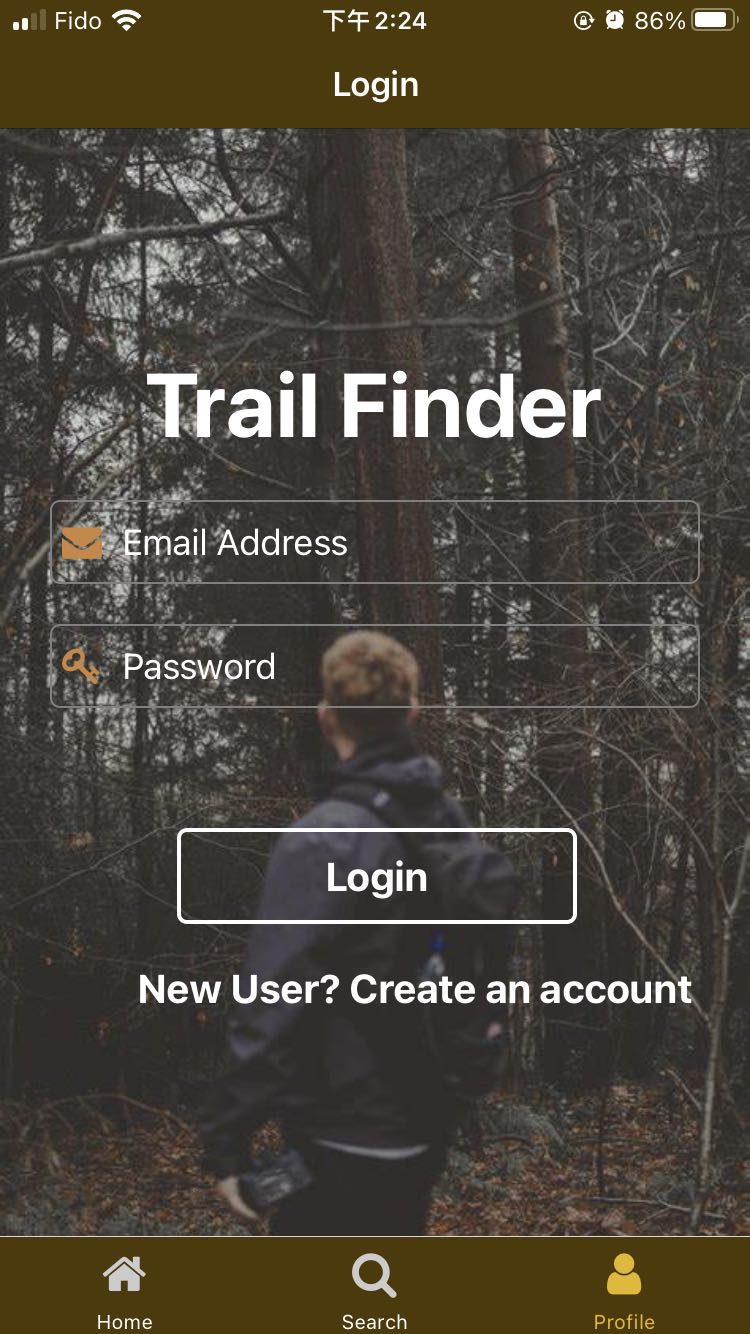 Fido 下午2:24 86%
Login
Trail Finder
Email Address
Password
Login
New User? Create an account
Home Search Profile